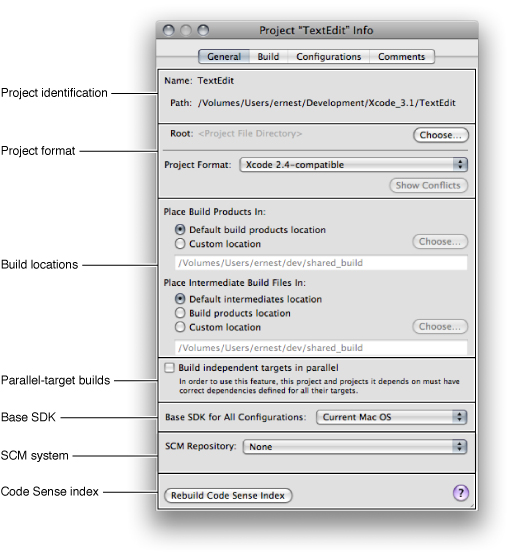 Project "TextEdit" Info
General Build Configurations Comments
Project identification
Name: TextEdit
Path: /Volumes/Users/ernest/Development/Xcode_3.1/TextEdit
Project format
Root: <Project File Directory> Choose...
Project Format: Xcode 2.4-compatible
Show Conflicts
Build locations
Place Build Products In:
Default build products location
Custom location Choose...
/Volumes/Users/ernest/dev/shared_build
Place Intermediate Build Files In:
Default intermediates location
Build products location
Custom location Choose...
/Volumes/Users/ernest/dev/shared_build
Parallel-target builds
Build independent targets in parallel
In order to use this feature, this project and projects it depends on must have
correct dependencies defined for all their targets.
Base SDK
Base SDK for All Configurations: Current Mac OS
SCM system
SCM Repository: None
Code Sense index
Rebuild Code Sense Index ?